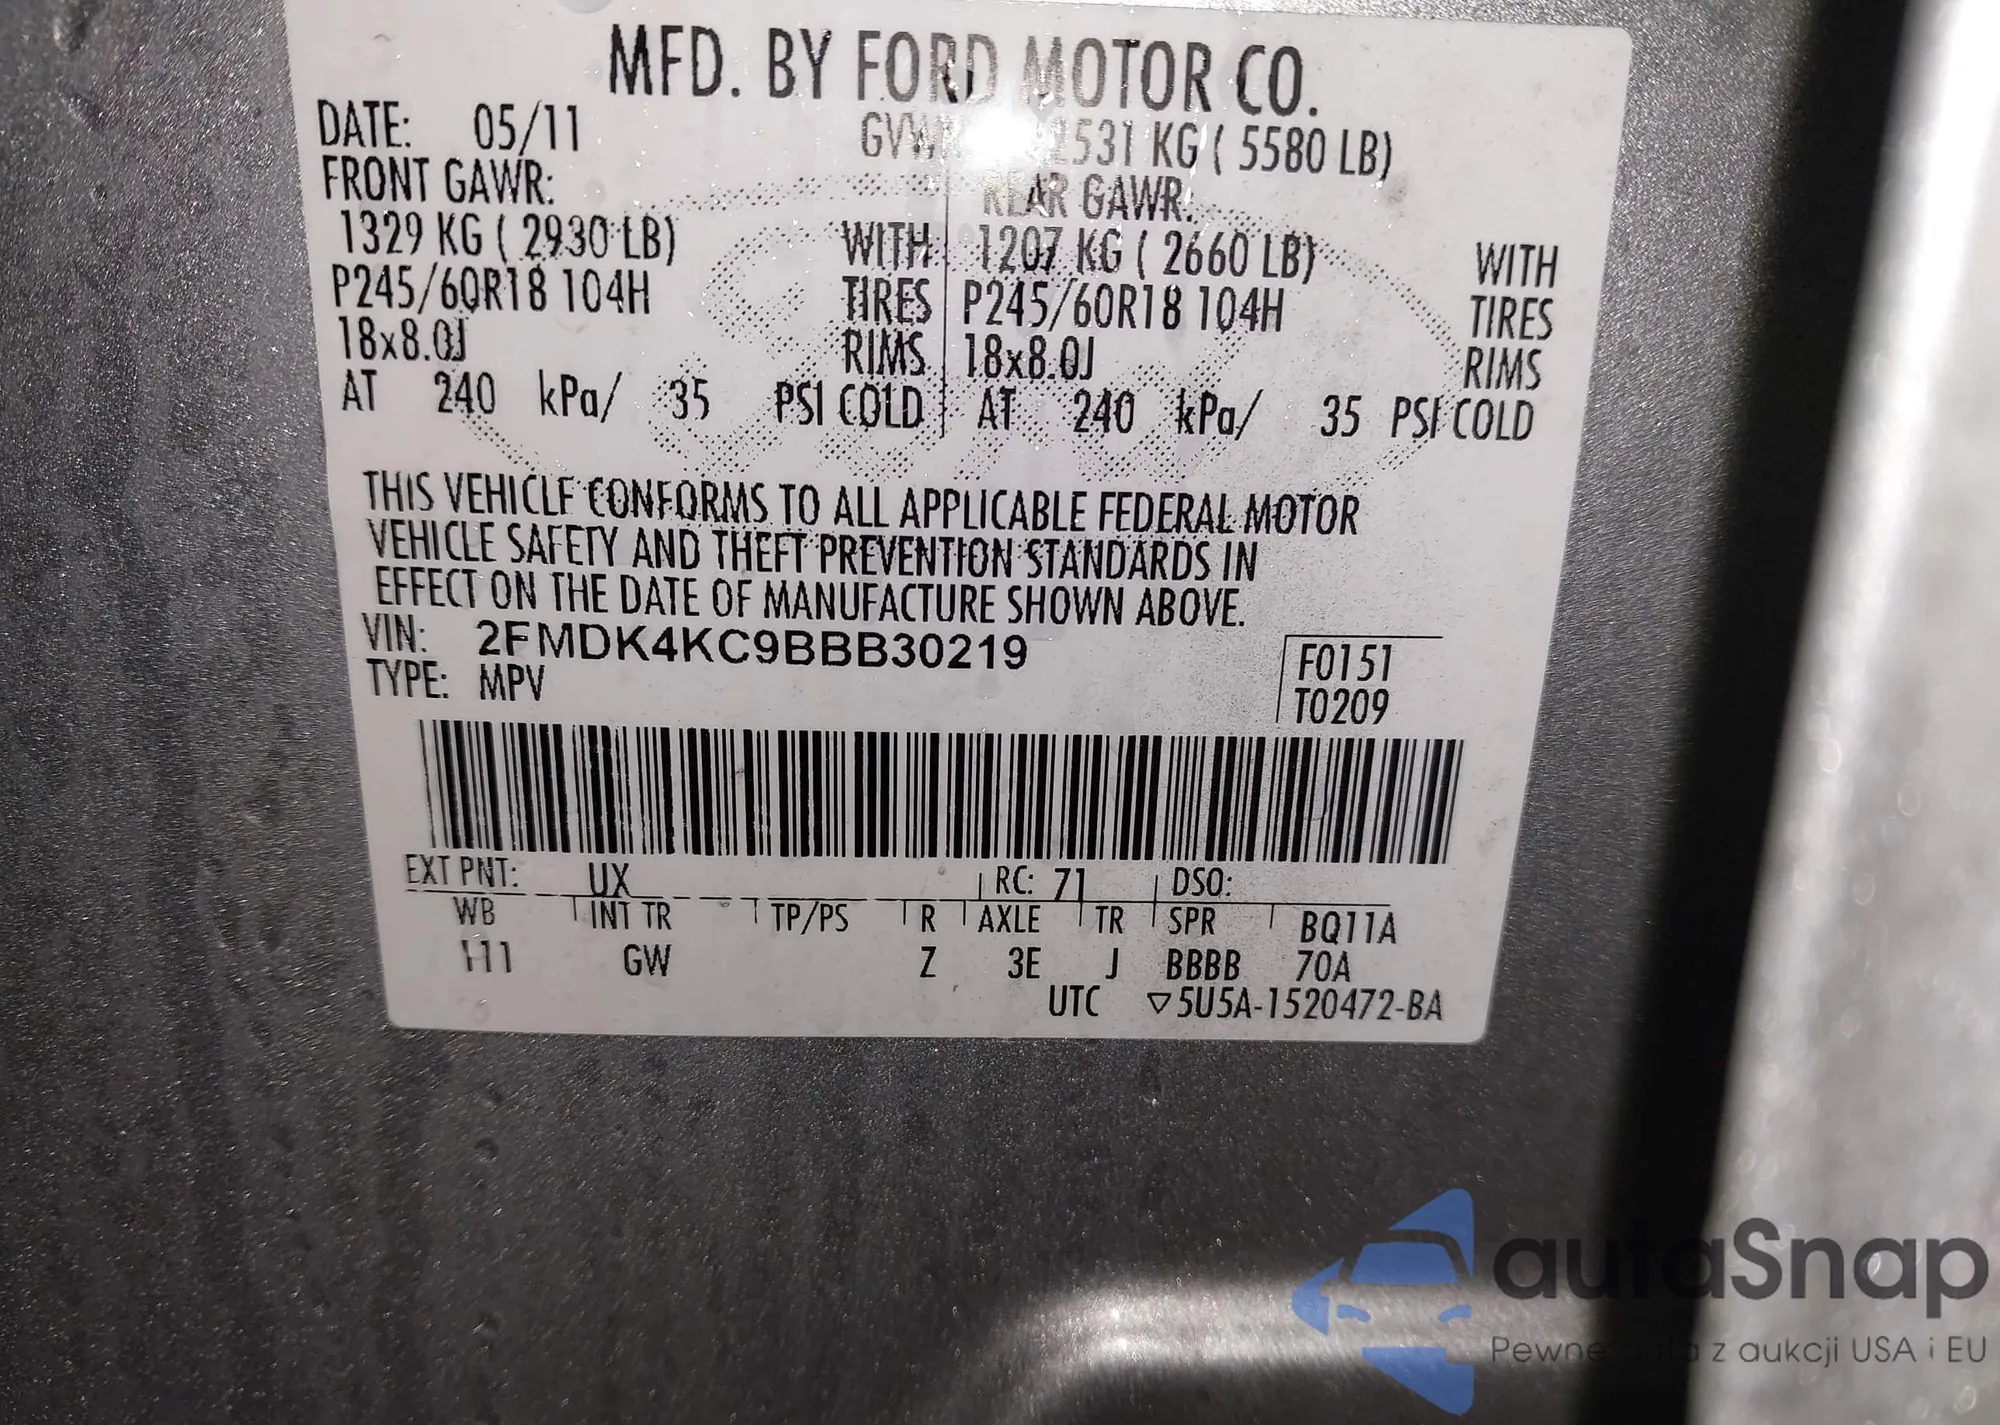 MFD. BY FORD MOTOR CO.
DATE: 05/11 2531 KG ( 5580 LB)
FRONT GAWR: REAR GAWR:
1329 KG ( 2930 LB) WITH 1207 KG ( 2660 LB) WITH
P245/60R18 104H TIRES P245/60R18 104H TIRES
18x8.0J RIMS 18x8.0J RIMS
AT 240 kPa/ 35 PSI COLD AT 240 kPa/ 35 PSI COLD
THIS VEHICLE CONFORMS TO ALL APPLICABLE FEDERAL MOTOR
VEHICLE SAFETY AND THEFT PREVENTION STANDARDS IN
EFFECT ON THE DATE OF MANUFACTURE SHOWN ABOVE.
VIN: 2FMDK4KC9BBB30219 F0151
TYPE: MPV T0209
EXT PNT: UX RC: 71 DSO:
WB INT TR TP/PS R AXLE TR SPR BQ11A
111 GW Z 3E J BBBB 70A
UTC ▽5U5A-1520472-BA
autaSnap
Pewne auta z aukcji USA i EU